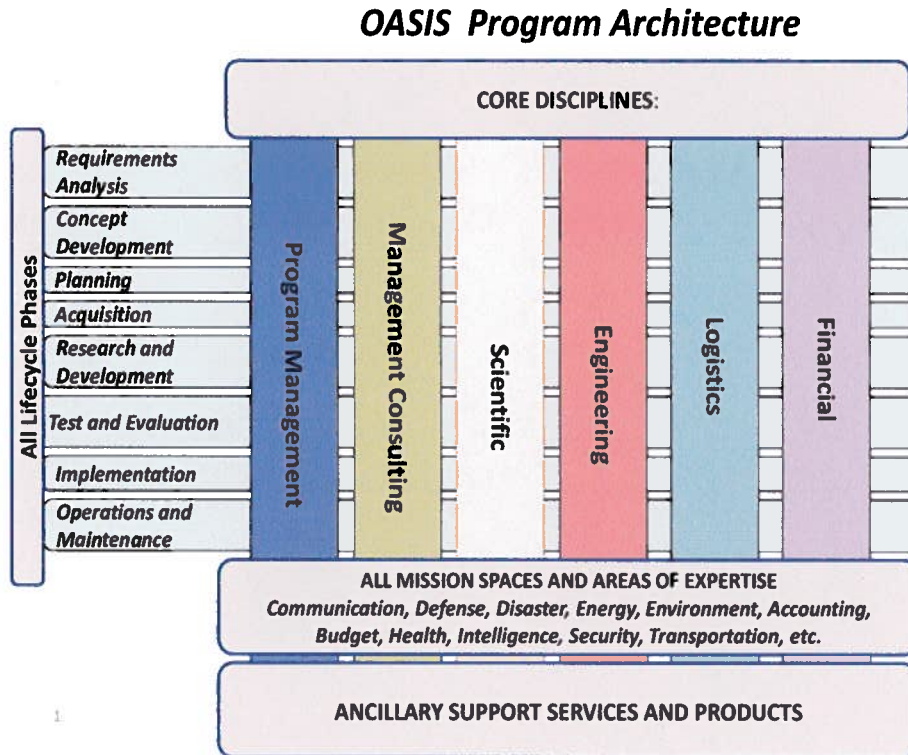 OASIS Program Architecture
CORE DISCIPLINES:
All Lifecycle Phases
Requirements
Analysis
Concept
Development
Planning
Acquisition
Research and
Development
Test and Evaluation
Implementation
Operations and
Maintenance
Program Management
Management Consulting
Scientific
Engineering
Logistics
Financial
ALL MISSION SPACES AND AREAS OF EXPERTISE
Communication, Defense, Disaster, Energy, Environment, Accounting,
Budget, Health, Intelligence, Security, Transportation, etc.
ANCILLARY SUPPORT SERVICES AND PRODUCTS
1